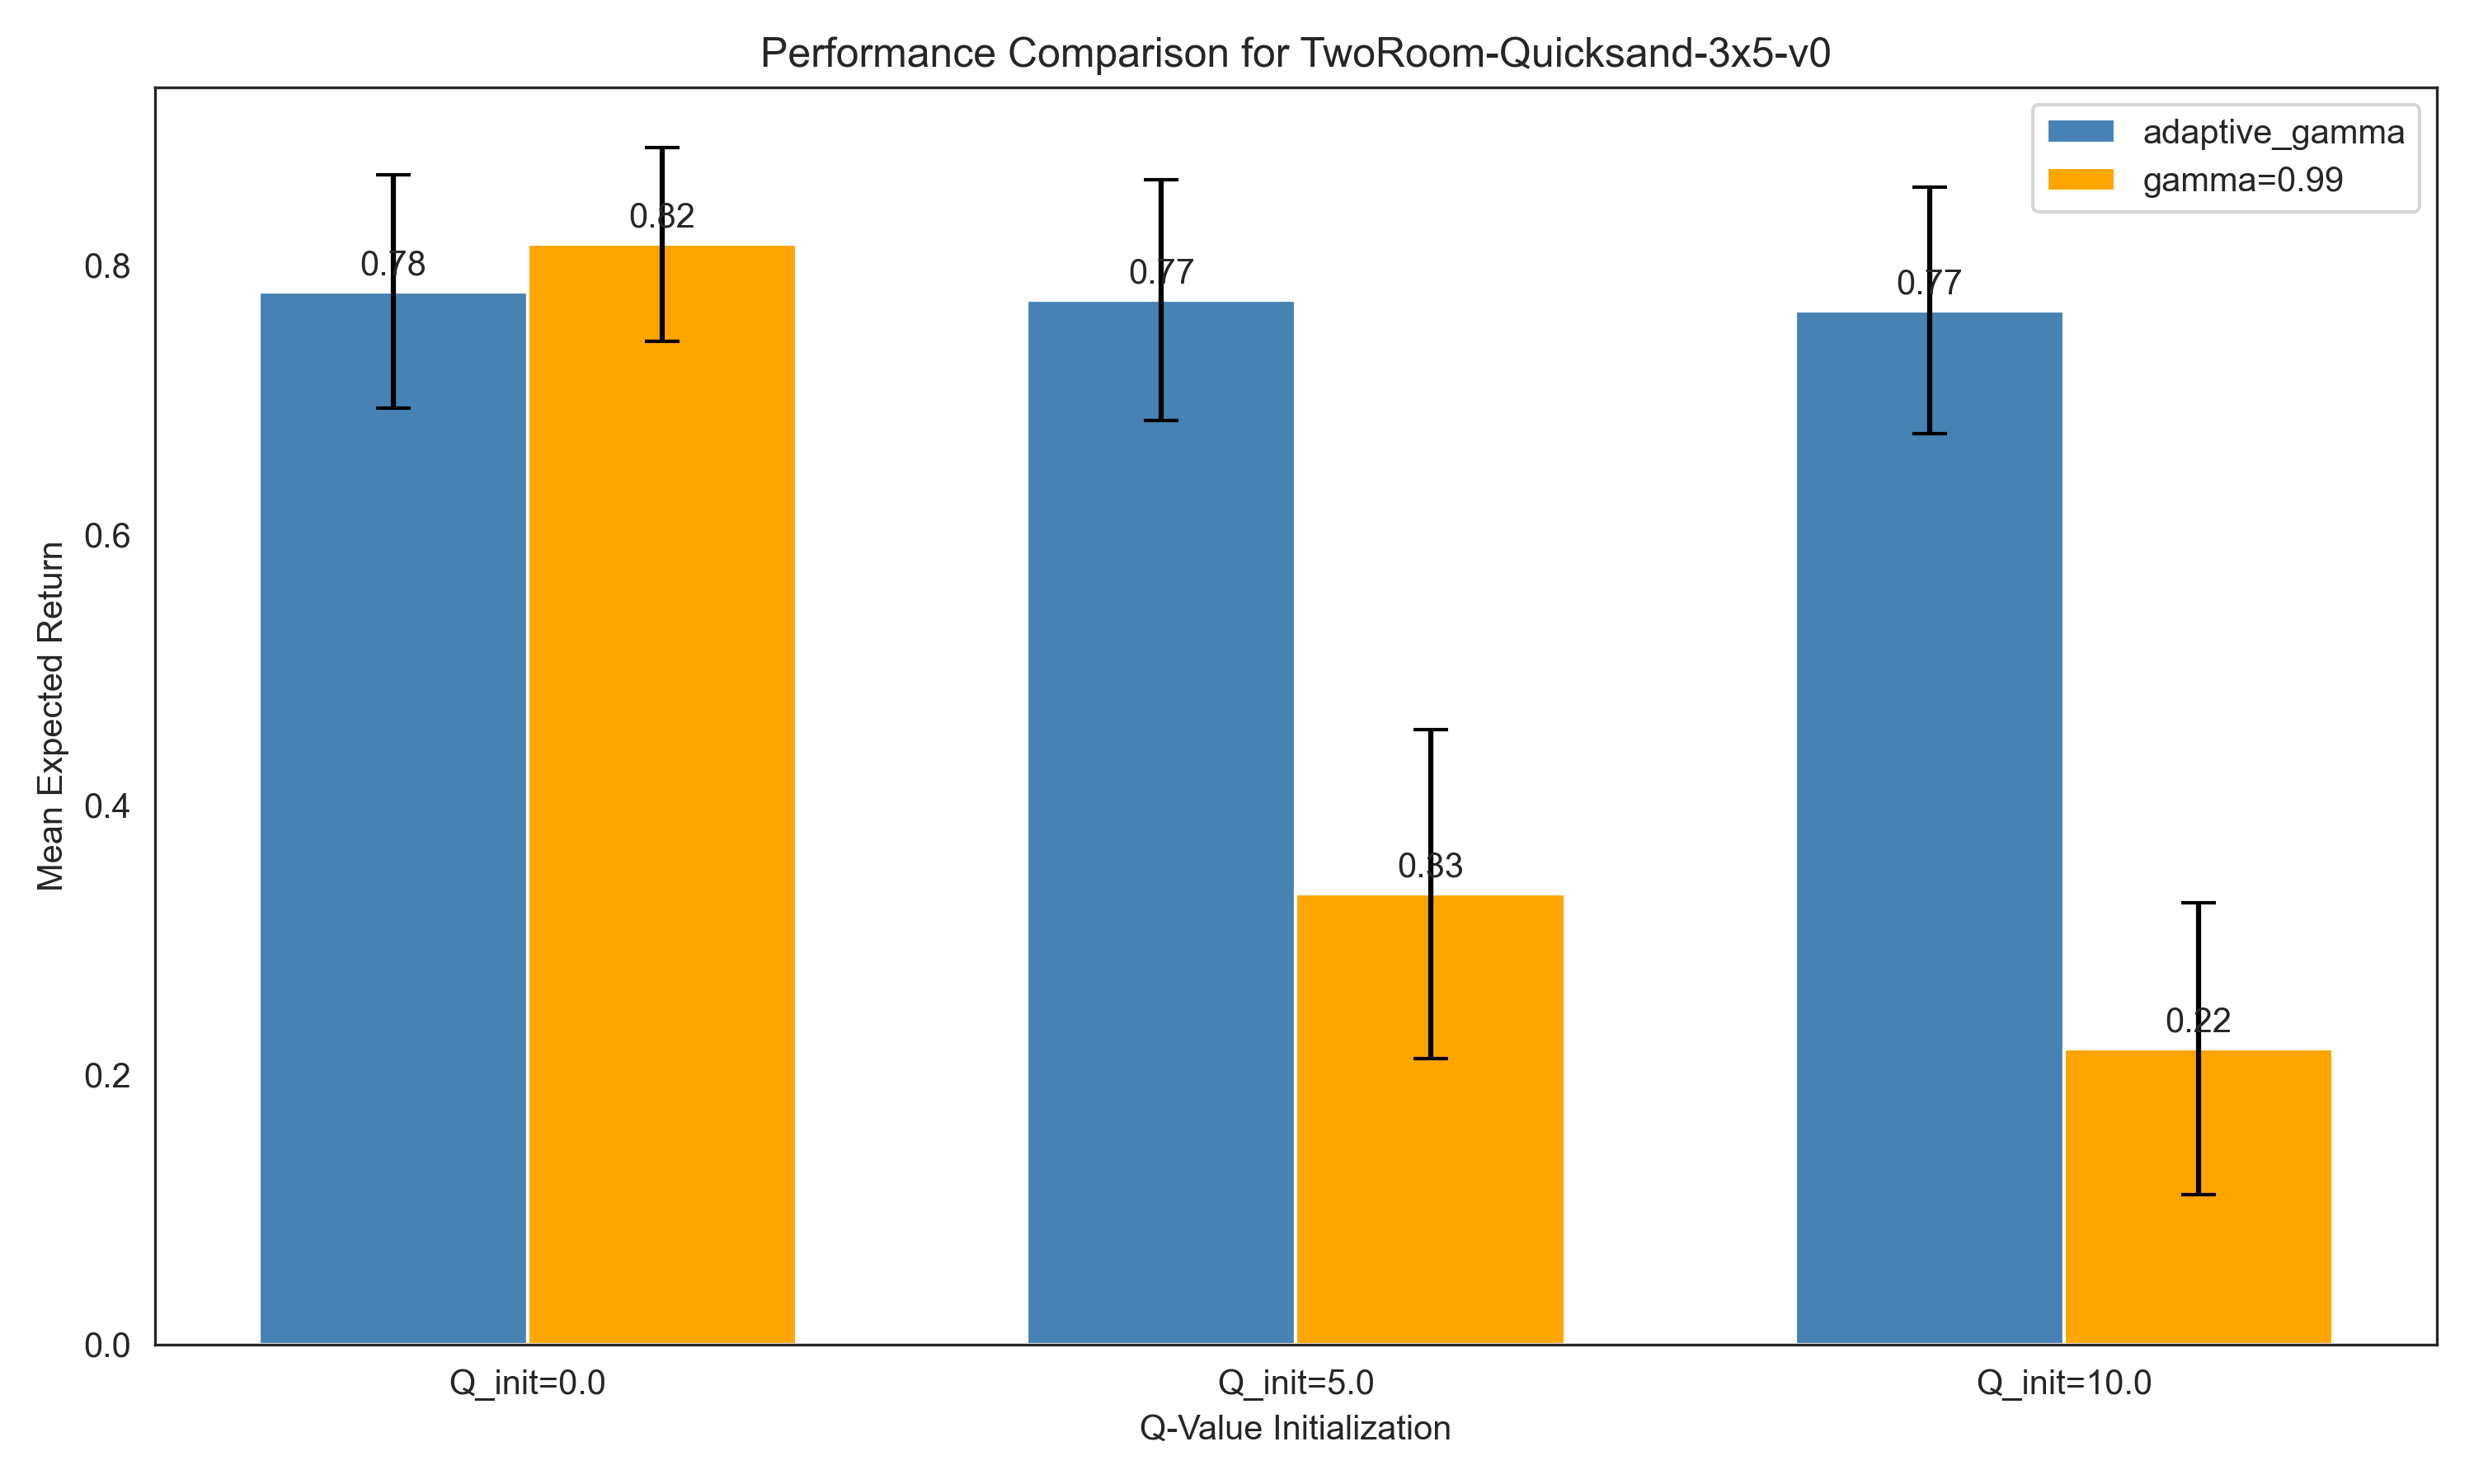 Performance Comparison for TwoRoom-Quicksand-3x5-v0
adaptive_gamma
gamma=0.99
Mean Expected Return
0.8
0.6
0.4
0.2
0.0
0.78
0.82
0.77
0.33
0.77
0.22
Q_init=0.0
Q_init=5.0
Q_init=10.0
Q-Value Initialization